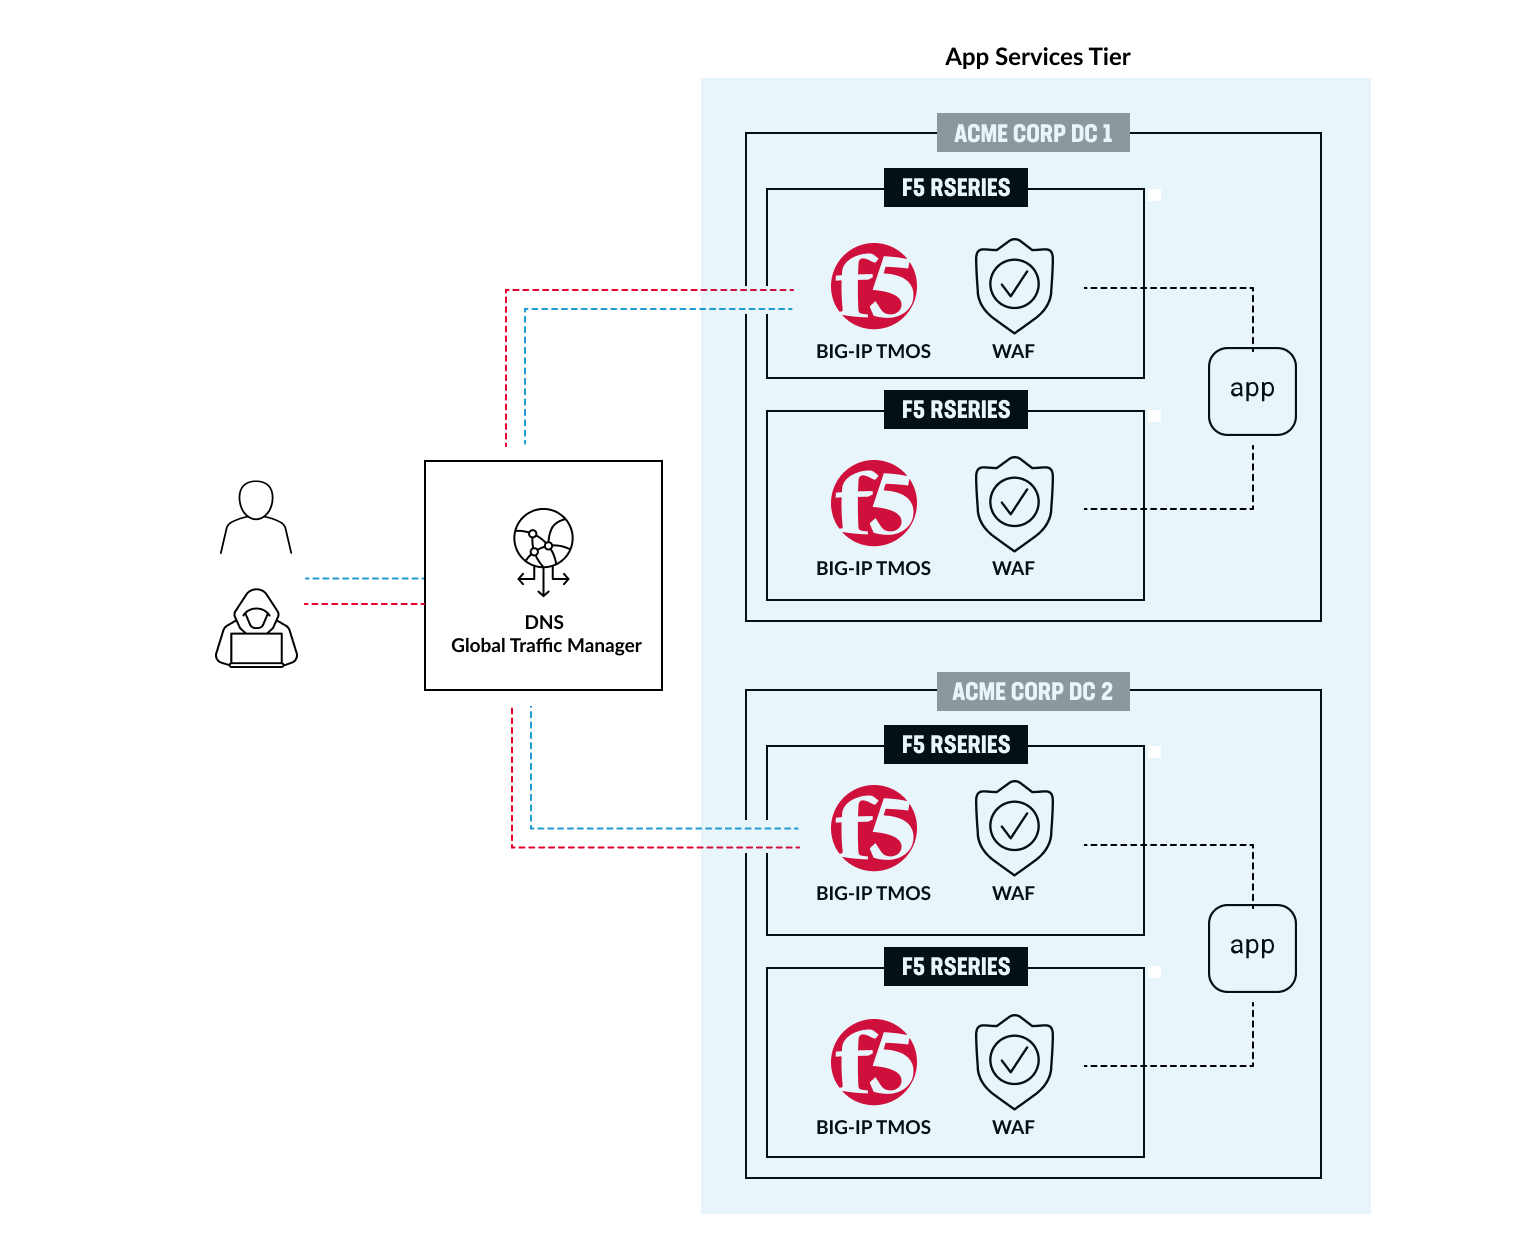 App Services Tier
ACME CORP DC 1
F5 RSERIES
f5
BIG-IP TMOS
WAF
F5 RSERIES
f5
BIG-IP TMOS
WAF
app
DNS
Global Traffic Manager
ACME CORP DC 2
F5 RSERIES
f5
BIG-IP TMOS
WAF
F5 RSERIES
f5
BIG-IP TMOS
WAF
app